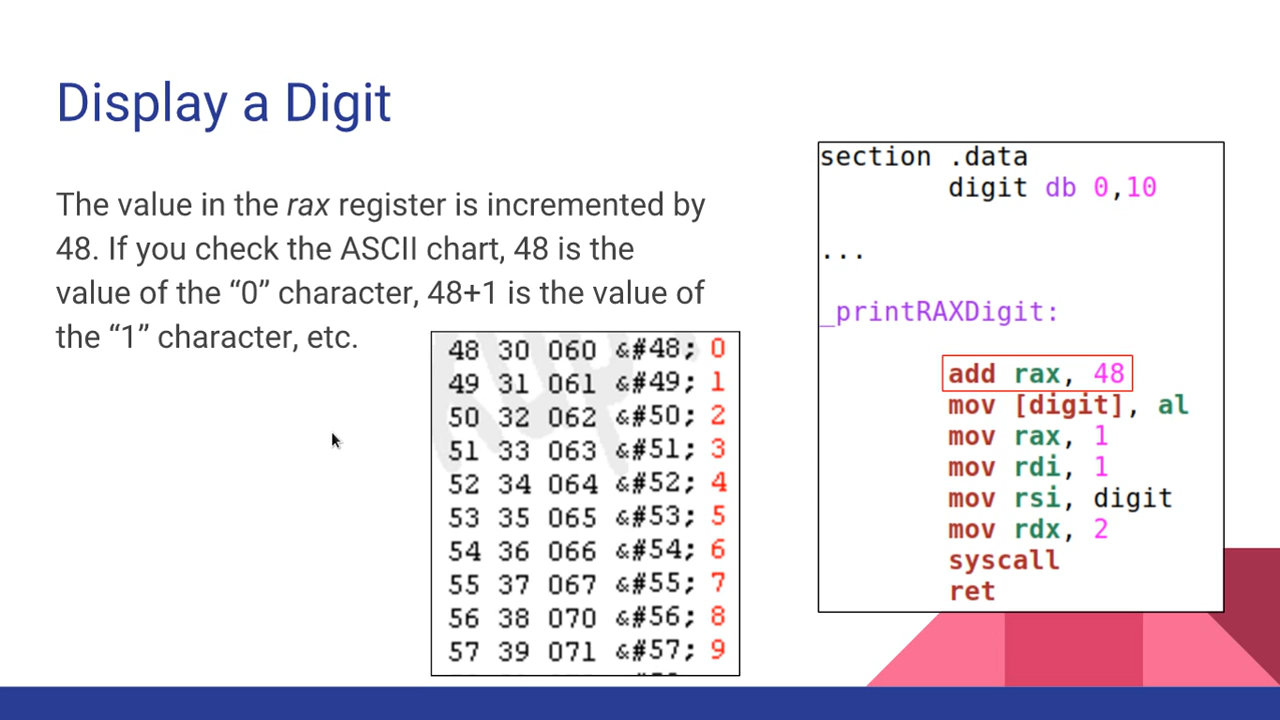 Display a Digit
The value in the rax register is incremented by
48. If you check the ASCII chart, 48 is the
value of the “0” character, 48+1 is the value of
the “1” character, etc.
48 30 060 &#48; 0
49 31 061 &#49; 1
50 32 062 &#50; 2
51 33 063 &#51; 3
52 34 064 &#52; 4
53 35 065 &#53; 5
54 36 066 &#54; 6
55 37 067 &#55; 7
56 38 070 &#56; 8
57 39 071 &#57; 9
section .data
digit db 0,10
...
_printRAXDigit:
add rax, 48
mov [digit], al
mov rax, 1
mov rdi, 1
mov rsi, digit
mov rdx, 2
syscall
ret